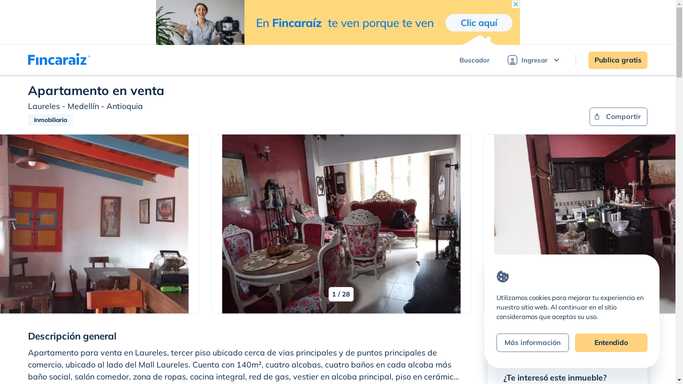 En Fincaraíz te ven porque te ven
Clic aquí
Fincaraiz
Buscador
Ingresar
Publica gratis
Apartamento en venta
Laureles - Medellín - Antioquia
Inmobiliaria
Compartir
1 / 28
Utilizamos cookies para mejorar tu experiencia en
nuestro sitio web. Al continuar en el sitio
consideramos que aceptas su uso.
Más información
Entendido
Descripción general
Apartamento para venta en Laureles, tercer piso ubicado cerca de vias principales y de puntos principales de
comercio, ubicado al lado del Mall Laureles. Cuenta con 140m², cuatro alcobas, cuatro baños en cada alcoba más
baño social, salón comedor, zona de ropas, cocina integral, red de gas, vestier en alcoba principal, piso en cerámic...
¿Te interesó este inmueble?